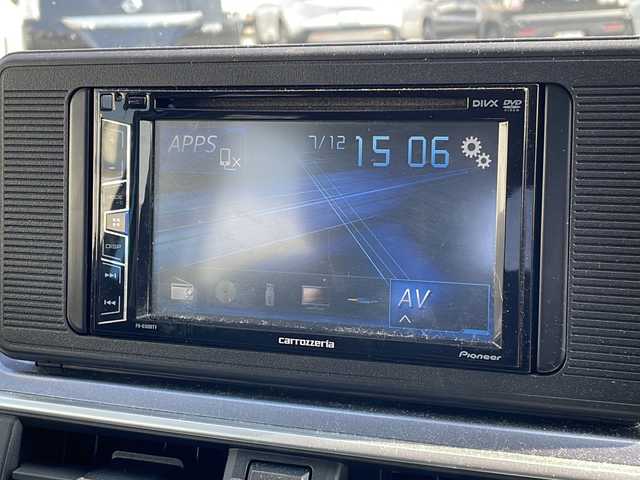 DIVX DVD
APPS
7/12 15 06
DISP
AV
carrozzeria
Pioneer